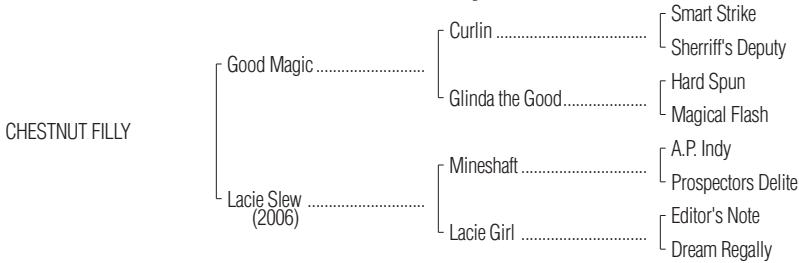 Smart Strike
Curlin
Sherriff's Deputy
Good Magic
Hard Spun
Glinda the Good
Magical Flash
CHESTNUT FILLY
A.P. Indy
Mineshaft
Prospectors Delite
Lacie Slew
(2006)
Editor's Note
Lacie Girl
Dream Regally